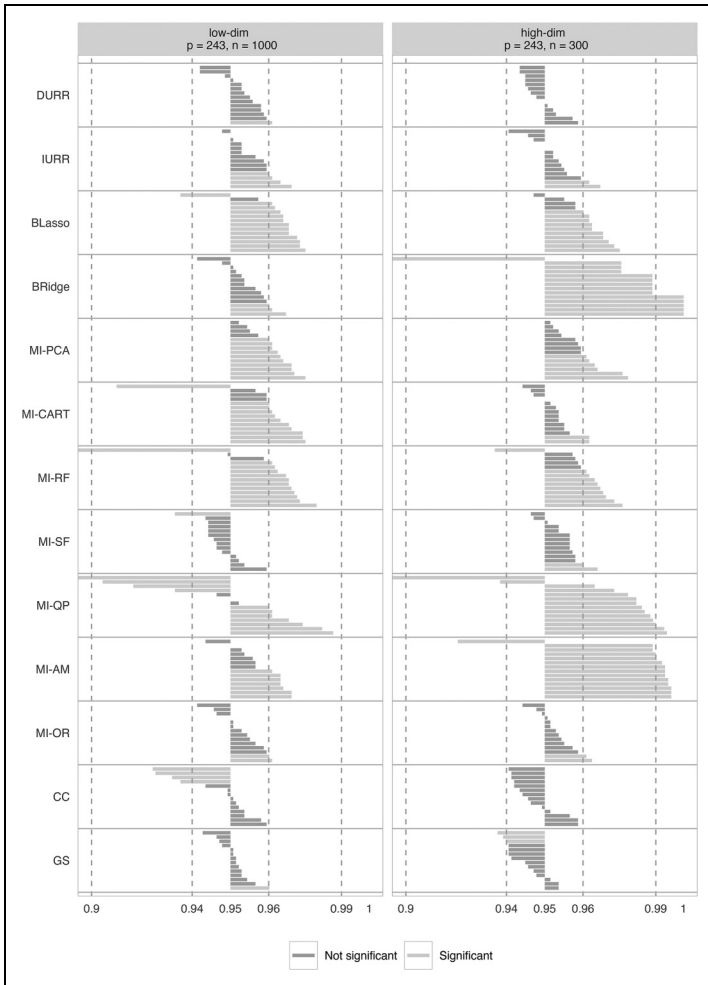 low-dim
p = 243, n = 1000
high-dim
p = 243, n = 300
DURR
IURR
BLasso
BRidge
MI-PCA
MI-CART
MI-RF
MI-SF
MI-QP
MI-AM
MI-OR
CC
GS
0.9 0.94 0.95 0.96 0.99 1
0.9 0.94 0.95 0.96 0.99 1
Not significant Significant